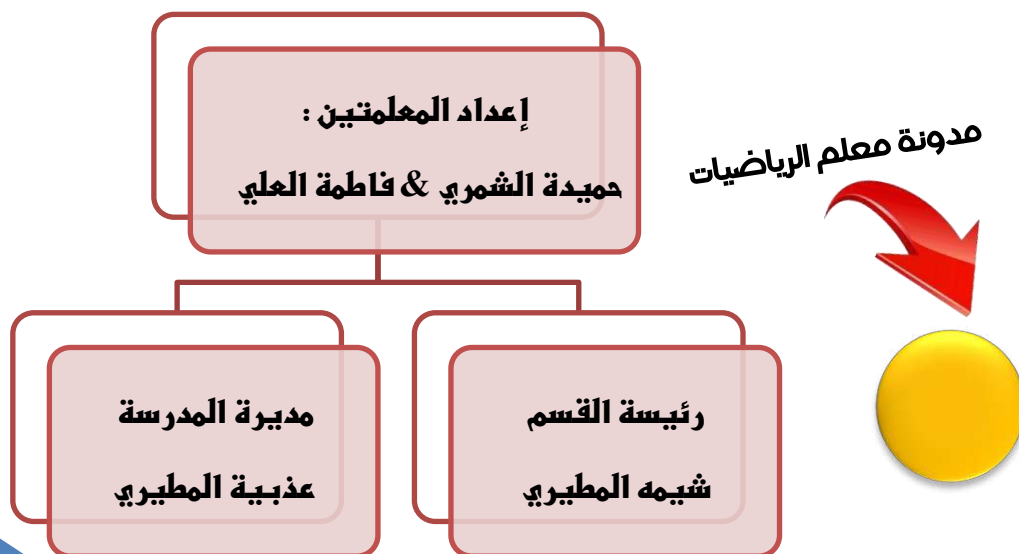 إعداد المعلمتين :
حميدة الشمري & فاطمة العلي
مدونة معلم الرياضيات
رئيسة القسم
شيمه المطيري
مديرة المدرسة
عذبية المطيري